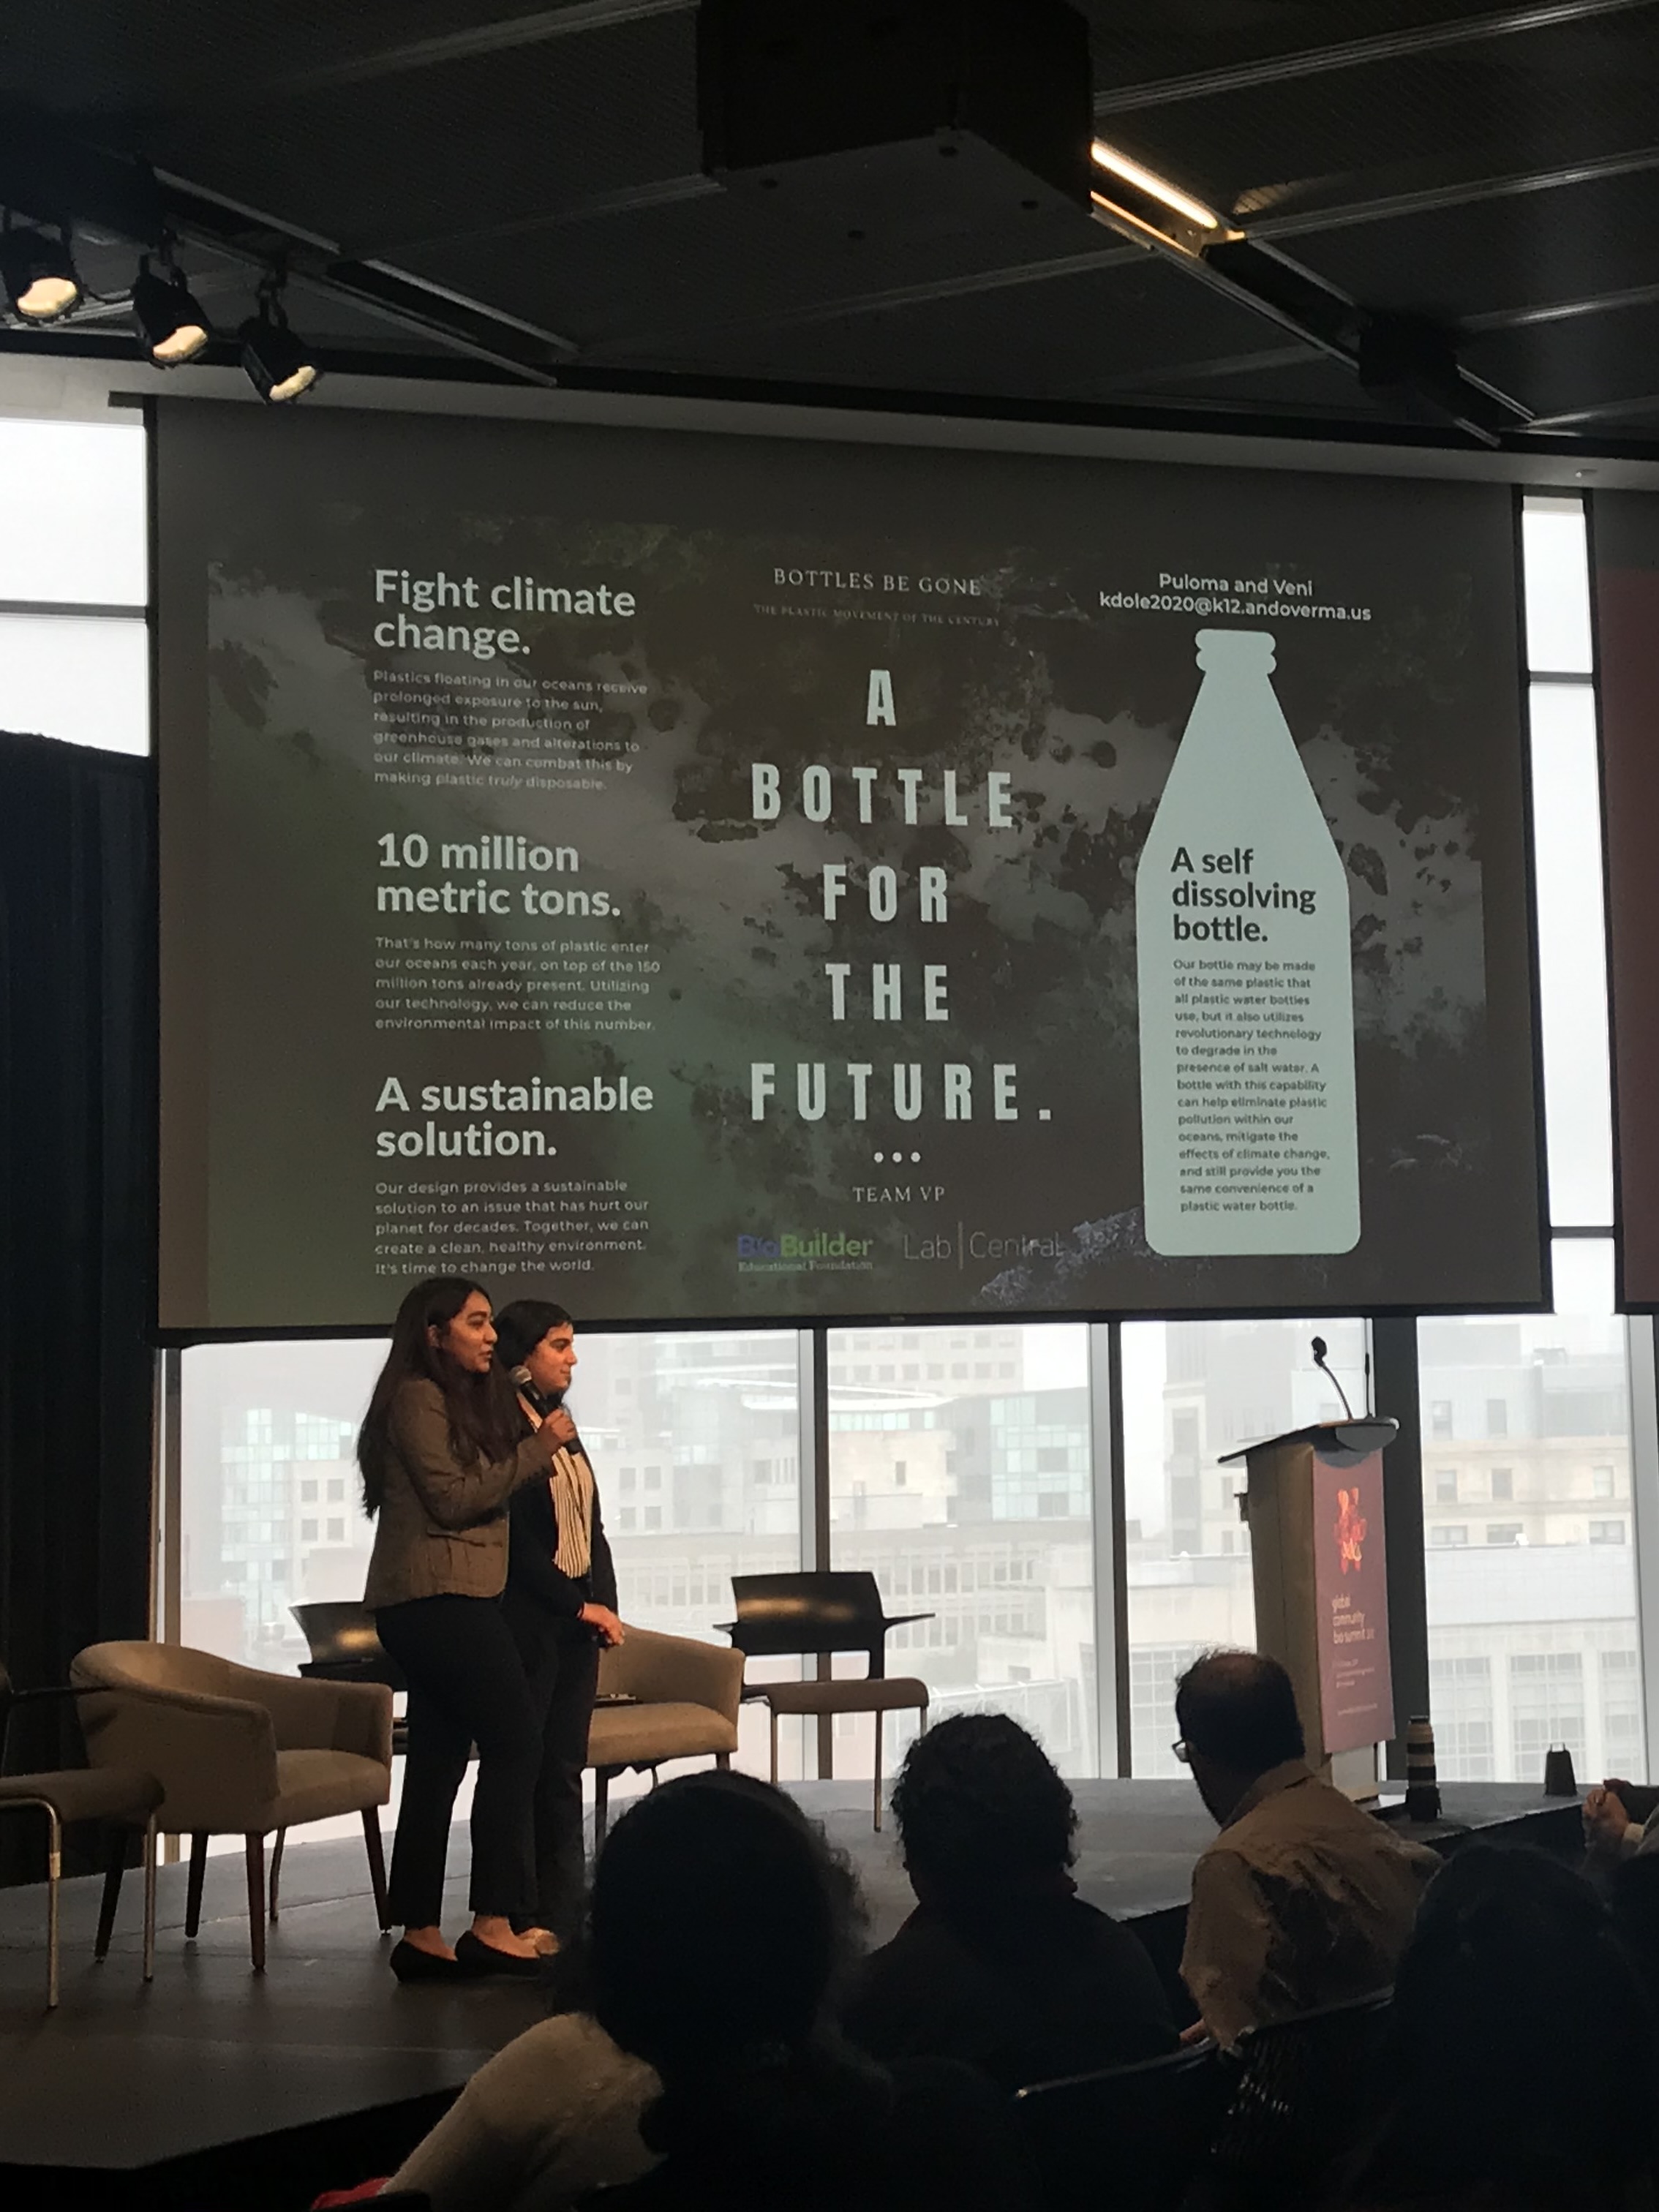 Fight climate
change.
Plastics floating in our oceans receive
prolonged exposure to the sun,
resulting in the production of
greenhouse gases and alterations to
our climate. We can combat this by
making plastic truly disposable.
10 million
metric tons.
That's how many tons of plastic enter
our oceans each year, on top of the 150
million tons already present. Utilizing
our technology, we can reduce the
environmental impact of this number.
A sustainable
solution.
Our design provides a sustainable
solution to an issue that has hurt our
planet for decades. Together, we can
create a clean, healthy environment.
It's time to change the world.
BOTTLES BE GONE
THE PLASTIC MOVEMENT OF THE CENTURY
A
BOTTLE
FOR
THE
FUTURE.
...
TEAM VP
BioBuilder
Educational Foundation
Lab|Central
Puloma and Veni
kdole2020@k12.andoverma.us
A self
dissolving
bottle.
Our bottle may be made
of the same plastic that
all plastic water bottles
use, but it also utilizes
revolutionary technology
to degrade in the
presence of salt water. A
bottle with this capability
can help eliminate plastic
pollution within our
oceans, mitigate the
effects of climate change,
and still provide you the
same convenience of a
plastic water bottle.
global
community
bio summit